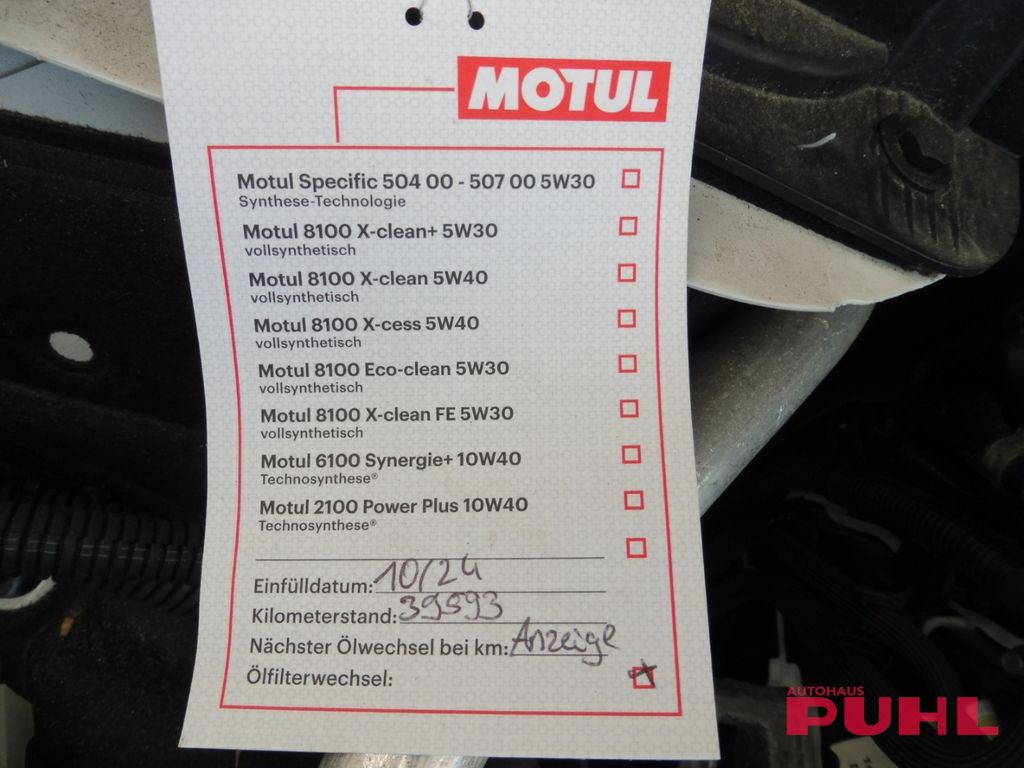 MOTUL
Motul Specific 504 00 - 507 00 5W30
Synthese-Technologie
Motul 8100 X-clean+ 5W30
vollsynthetisch
Motul 8100 X-clean 5W40
vollsynthetisch
Motul 8100 X-cess 5W40
vollsynthetisch
Motul 8100 Eco-clean 5W30
vollsynthetisch
Motul 8100 X-clean FE 5W30
vollsynthetisch
Motul 6100 Synergie+ 10W40
Technosynthese®
Motul 2100 Power Plus 10W40
Technosynthese®
Einfülldatum: 10/24
Kilometerstand: 39593
Nächster Ölwechsel bei km: Anzeige
Ölfilterwechsel:
AUTOHAUS
PUHL